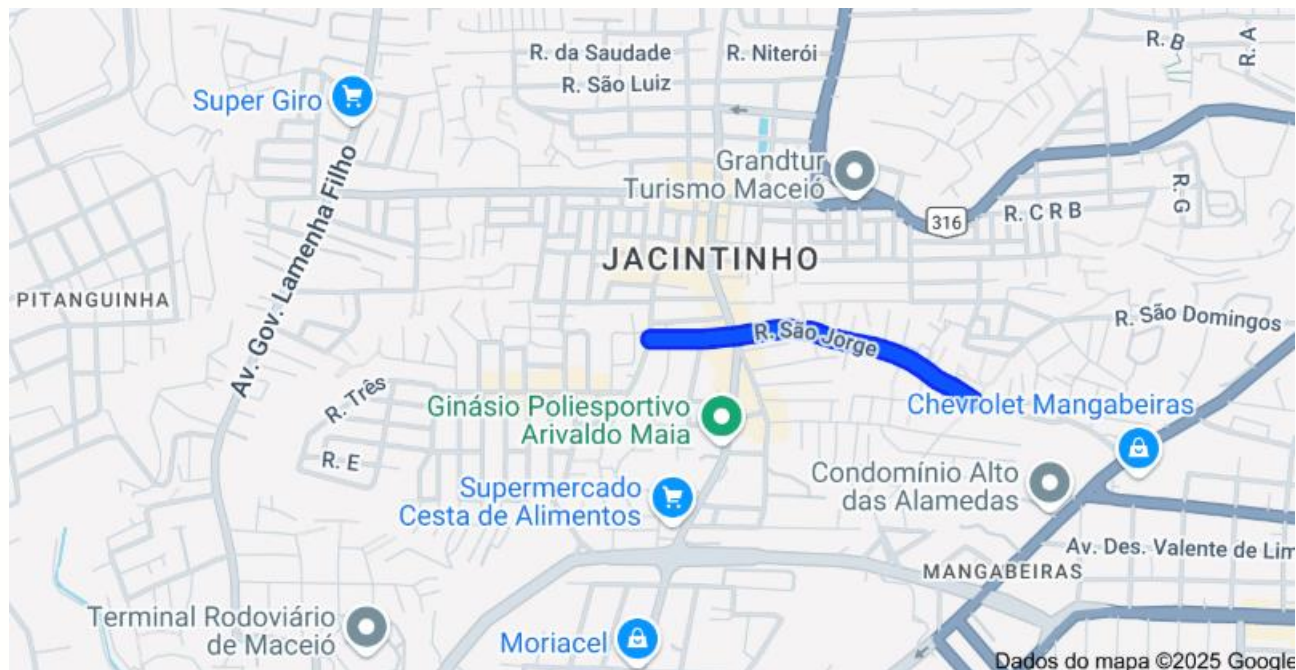 R. da Saudade
R. Niterói
R. B
R. A
R. São Luiz
Super Giro
Av. Gov. Lamenha Filho
Grandtur
Turismo Maceió
R. G
R. C R B
316
JACINTINHO
PITANGUINHA
R. São Domingos
R. São Jorge
R. Três
Ginásio Poliesportivo
Arivaldo Maia
Chevrolet Mangabeiras
R. E
Supermercado
Cesta de Alimentos
Condomínio Alto
das Alamedas
Av. Des. Valente de Lim
MANGABEIRAS
Terminal Rodoviário
de Maceió
Moriacel
Dados do mapa ©2025 Google